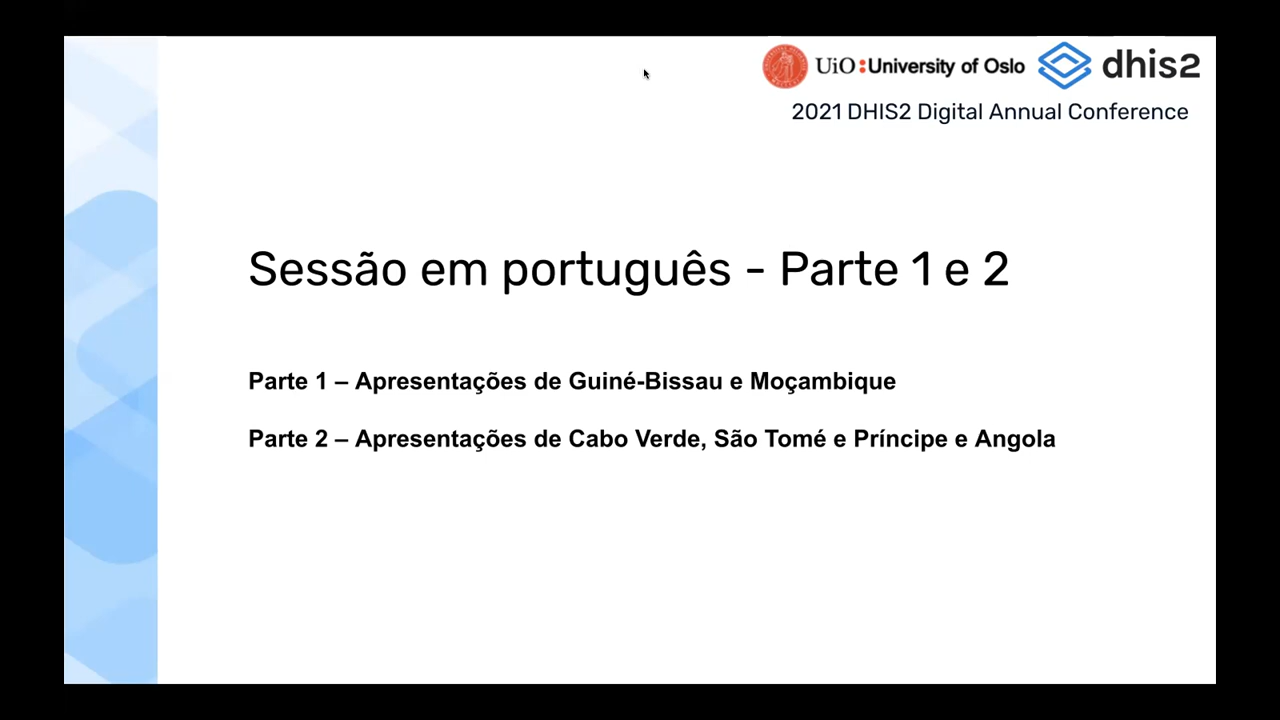 UiO:University of Oslo dhis2
2021 DHIS2 Digital Annual Conference
Sessão em português - Parte 1 e 2
Parte 1 – Apresentações de Guiné-Bissau e Moçambique
Parte 2 – Apresentações de Cabo Verde, São Tomé e Príncipe e Angola